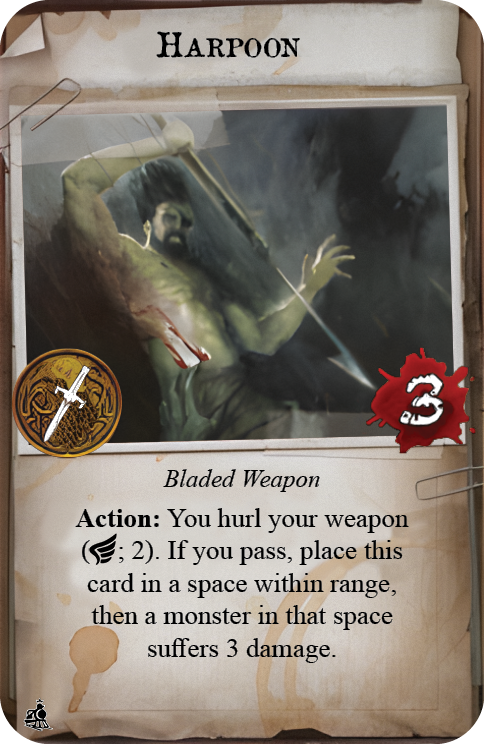 HARPOON
3
Bladed Weapon
Action: You hurl your weapon
(; 2). If you pass, place this
card in a space within range,
then a monster in that space
suffers 3 damage.